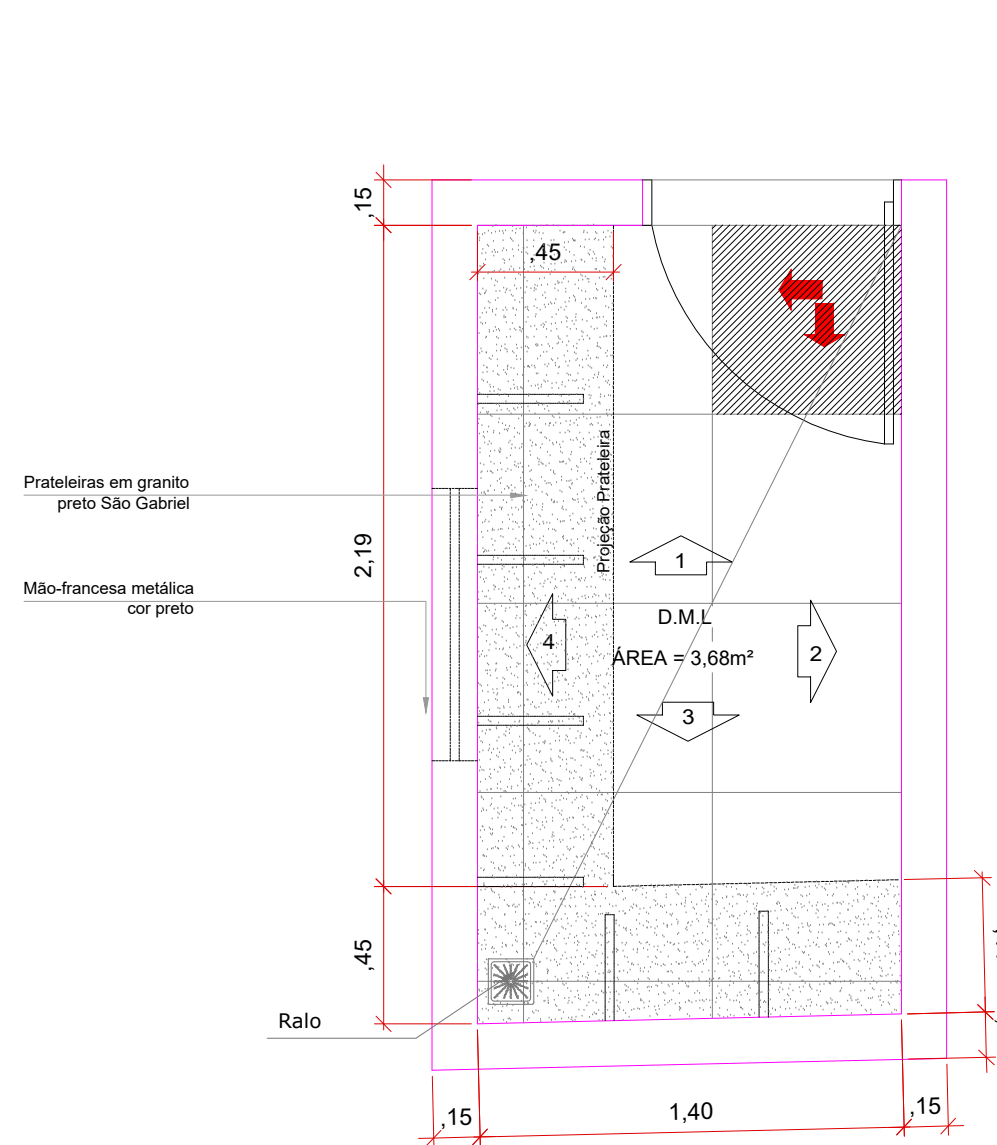 ,15
,45
Projeção Prateleira
Prateleiras em granito
preto São Gabriel
2,19
1
Mão-francesa metálica
cor preto
D.M.L
4
2
ÁREA = 3,68m²
3
,45
Ralo
,15
1,40
,15